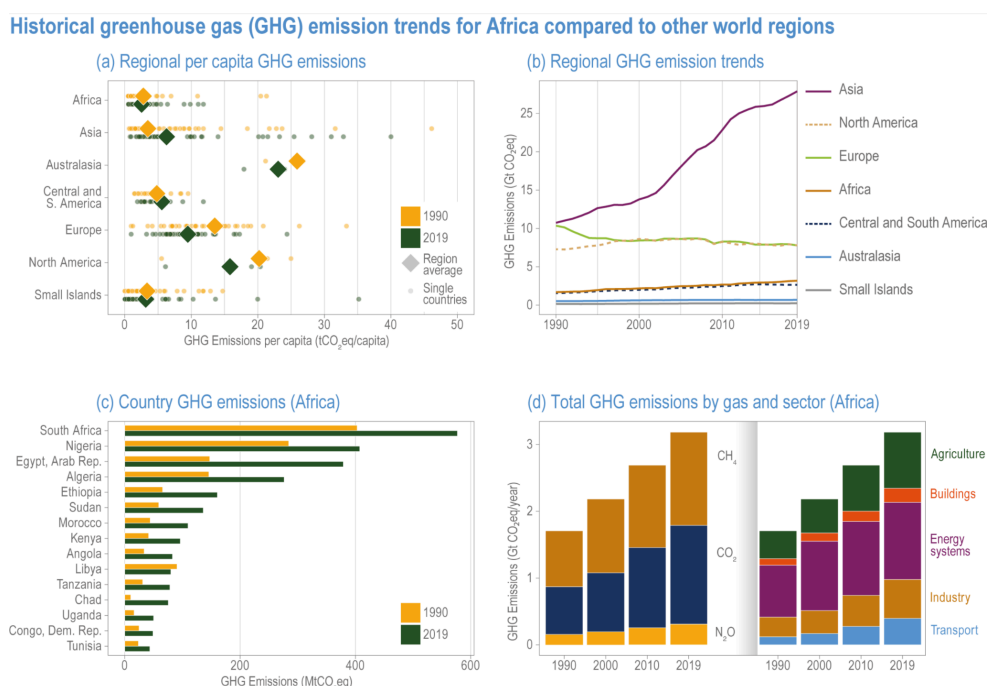 Historical greenhouse gas (GHG) emission trends for Africa compared to other world regions
(a) Regional per capita GHG emissions
Africa
Asia
Australasia
Central and
S. America
Europe
North America
Small Islands
1990
2019
Region
average
Single
countries
0
10
20
30
40
50
GHG Emissions per capita (tCO₂eq/capita)
(b) Regional GHG emission trends
GHG Emissions (Gt CO₂eq)
25
20
15
10
5
0
1990
2000
2010
2019
Asia
North America
Europe
Africa
Central and South America
Australasia
Small Islands
(c) Country GHG emissions (Africa)
South Africa
Nigeria
Egypt, Arab Rep.
Algeria
Ethiopia
Sudan
Morocco
Kenya
Angola
Libya
Tanzania
Chad
Uganda
Congo, Dem. Rep.
Tunisia
1990
2019
0
200
400
600
GHG Emissions (MtCO₂eq)
(d) Total GHG emissions by gas and sector (Africa)
GHG Emissions (Gt CO₂eq/year)
3
2
1
0
CH₄
CO₂
N₂O
1990
2000
2010
2019
1990
2000
2010
2019
Agriculture
Buildings
Energy
systems
Industry
Transport